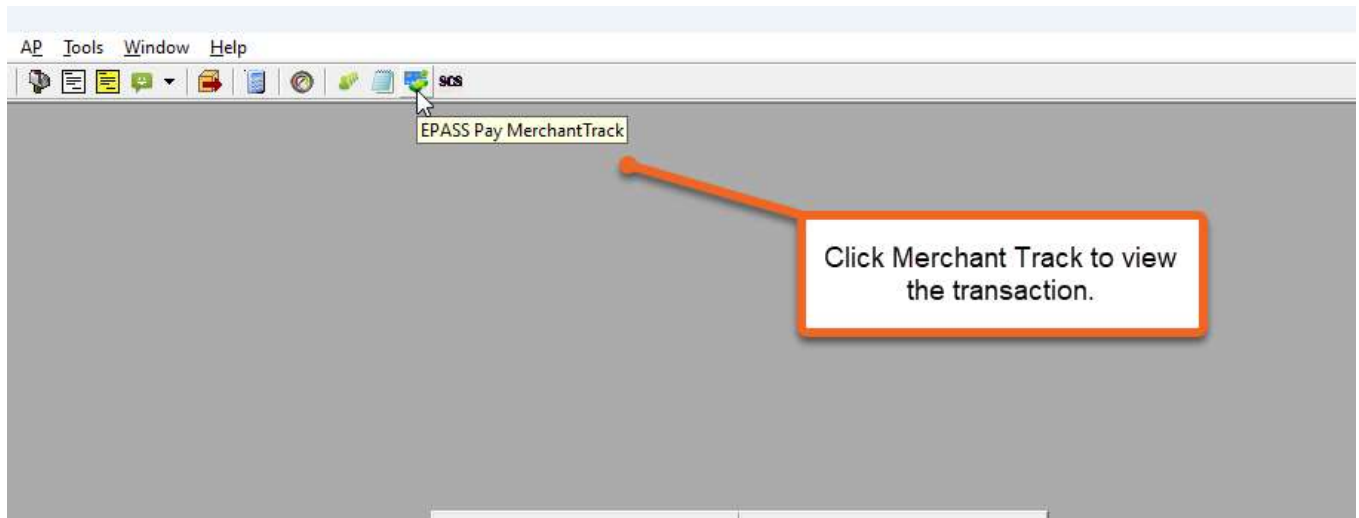 AP Tools Window Help
SCS
EPASS Pay MerchantTrack
Click Merchant Track to view
the transaction.